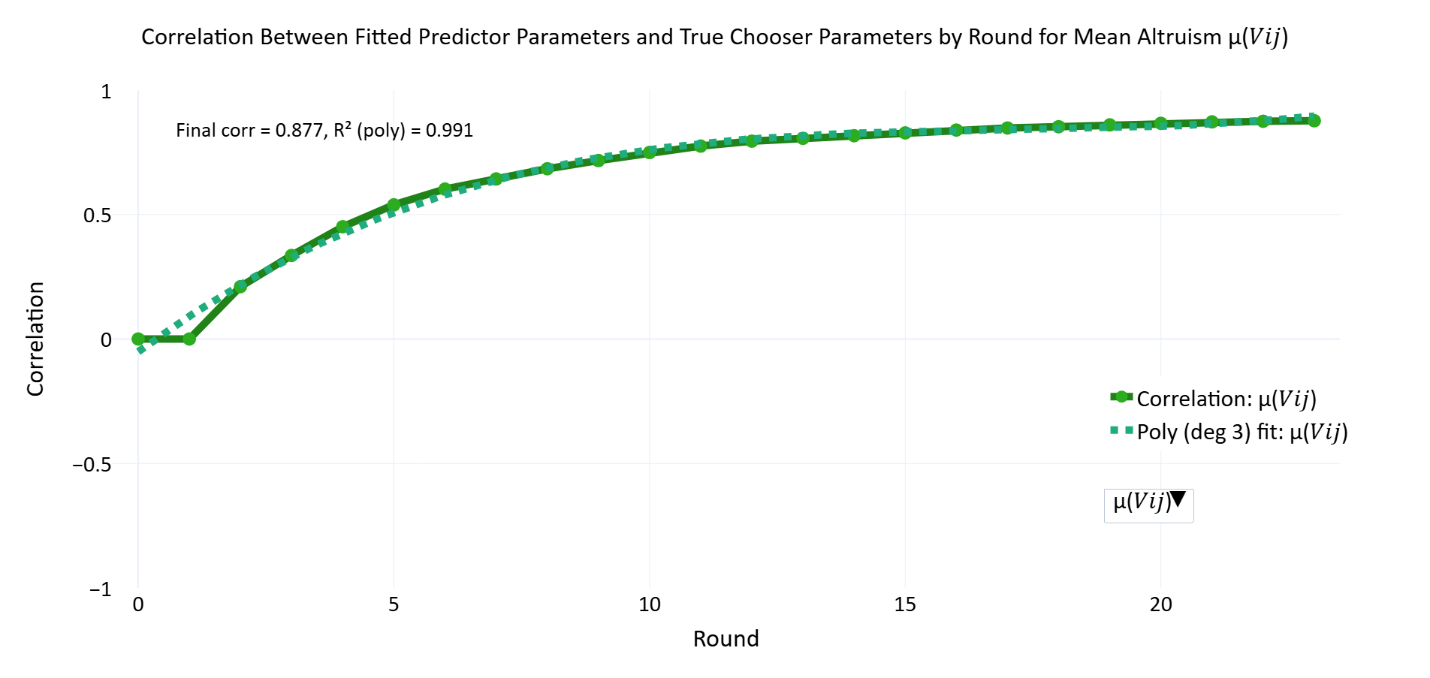 Correlation Between Fitted Predictor Parameters and True Chooser Parameters by Round for Mean Altruism μ(Vij)
1
Final corr = 0.877, R² (poly) = 0.991
0.5
0
−0.5
−1
Correlation
Correlation: μ(Vij)
Poly (deg 3) fit: μ(Vij)
μ(Vij)▼
0 5 10 15 20
Round